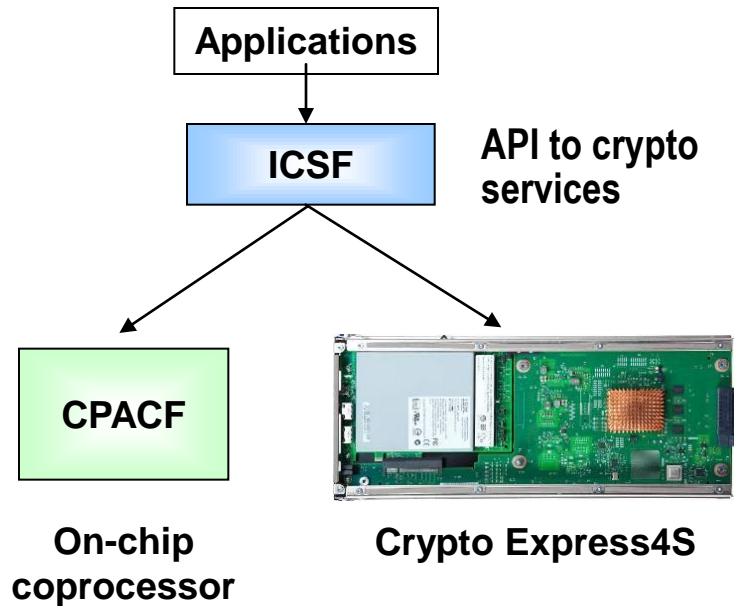 Applications
ICSF
API to crypto
services
CPACF
On-chip
coprocessor
Crypto Express4S